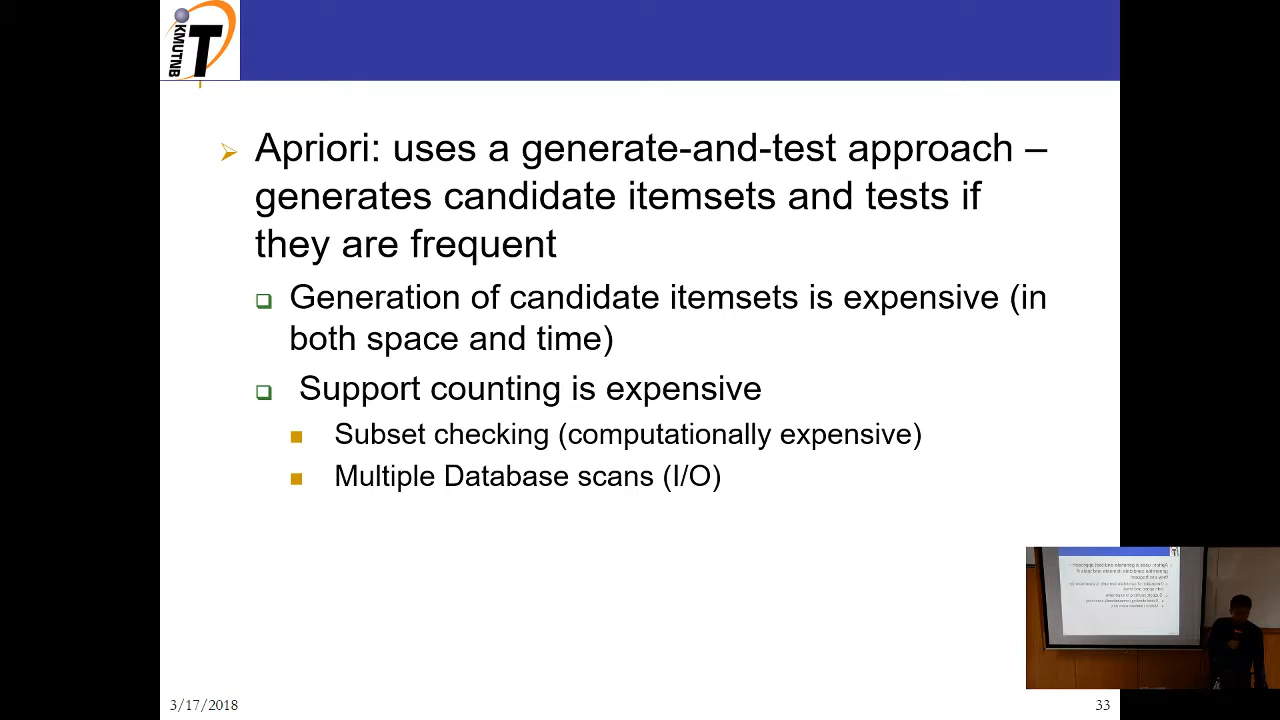 KMUTNB
IT
Apriori: uses a generate-and-test approach –
generates candidate itemsets and tests if
they are frequent
Generation of candidate itemsets is expensive (in
both space and time)
Support counting is expensive
Subset checking (computationally expensive)
Multiple Database scans (I/O)
3/17/2018
33